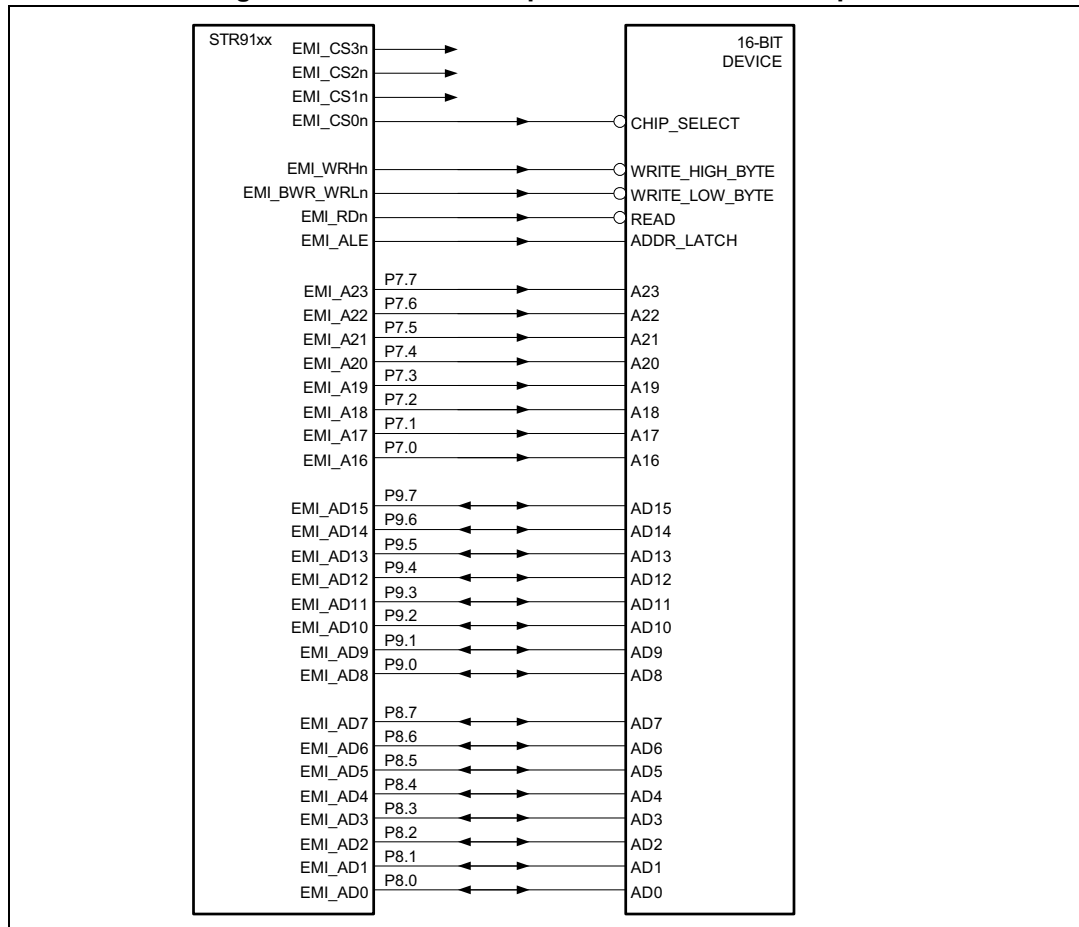 STR91xx
16-BIT
DEVICE
EMI_CS3n
EMI_CS2n
EMI_CS1n
EMI_CS0n CHIP_SELECT
EMI_WRHn WRITE_HIGH_BYTE
EMI_BWR_WRLn WRITE_LOW_BYTE
EMI_RDn READ
EMI_ALE ADDR_LATCH
EMI_A23 P7.7 A23
EMI_A22 P7.6 A22
EMI_A21 P7.5 A21
EMI_A20 P7.4 A20
EMI_A19 P7.3 A19
EMI_A18 P7.2 A18
EMI_A17 P7.1 A17
EMI_A16 P7.0 A16
EMI_AD15 P9.7 AD15
EMI_AD14 P9.6 AD14
EMI_AD13 P9.5 AD13
EMI_AD12 P9.4 AD12
EMI_AD11 P9.3 AD11
EMI_AD10 P9.2 AD10
EMI_AD9 P9.1 AD9
EMI_AD8 P9.0 AD8
EMI_AD7 P8.7 AD7
EMI_AD6 P8.6 AD6
EMI_AD5 P8.5 AD5
EMI_AD4 P8.4 AD4
EMI_AD3 P8.3 AD3
EMI_AD2 P8.2 AD2
EMI_AD1 P8.1 AD1
EMI_AD0 P8.0 AD0